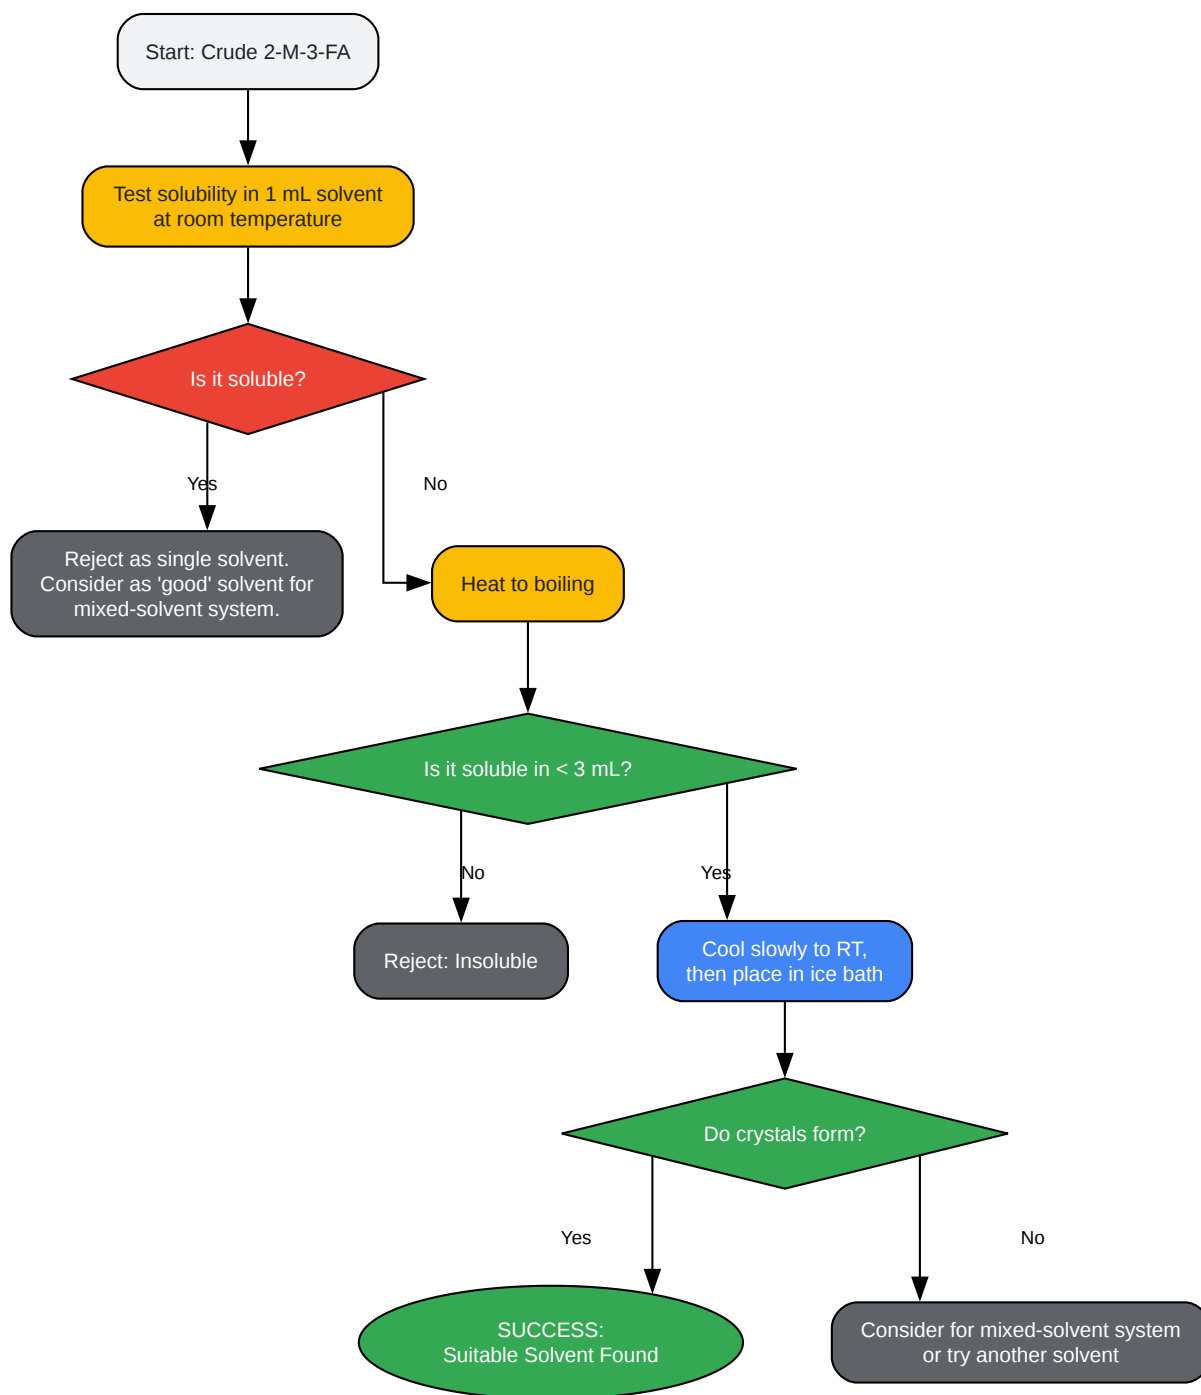 Start: Crude 2-M-3-FA
Test solubility in 1 mL solvent
at room temperature
Is it soluble?
Yes
No
Reject as single solvent.
Consider as 'good' solvent for
mixed-solvent system.
Heat to boiling
Is it soluble in < 3 mL?
No
Yes
Reject: Insoluble
Cool slowly to RT,
then place in ice bath
Do crystals form?
Yes
No
SUCCESS:
Suitable Solvent Found
Consider for mixed-solvent system
or try another solvent